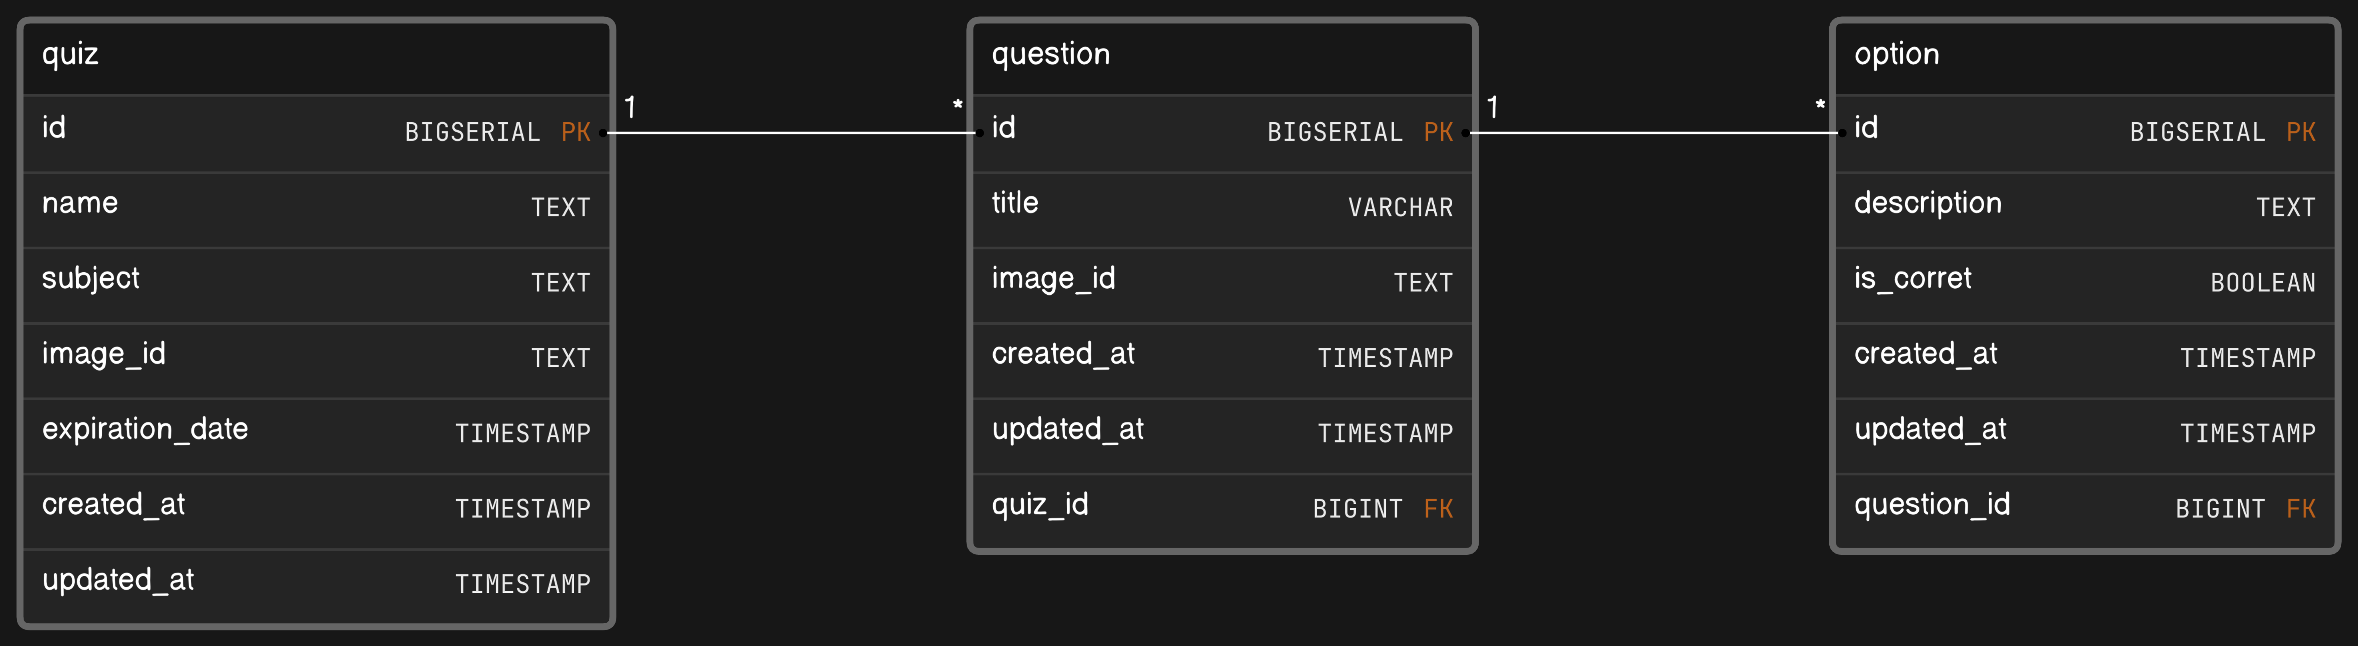 quiz
id BIGSERIAL PK
name TEXT
subject TEXT
image_id TEXT
expiration_date TIMESTAMP
created_at TIMESTAMP
updated_at TIMESTAMP
1 *
question
id BIGSERIAL PK
title VARCHAR
image_id TEXT
created_at TIMESTAMP
updated_at TIMESTAMP
quiz_id BIGINT FK
1 *
option
id BIGSERIAL PK
description TEXT
is_corret BOOLEAN
created_at TIMESTAMP
updated_at TIMESTAMP
question_id BIGINT FK